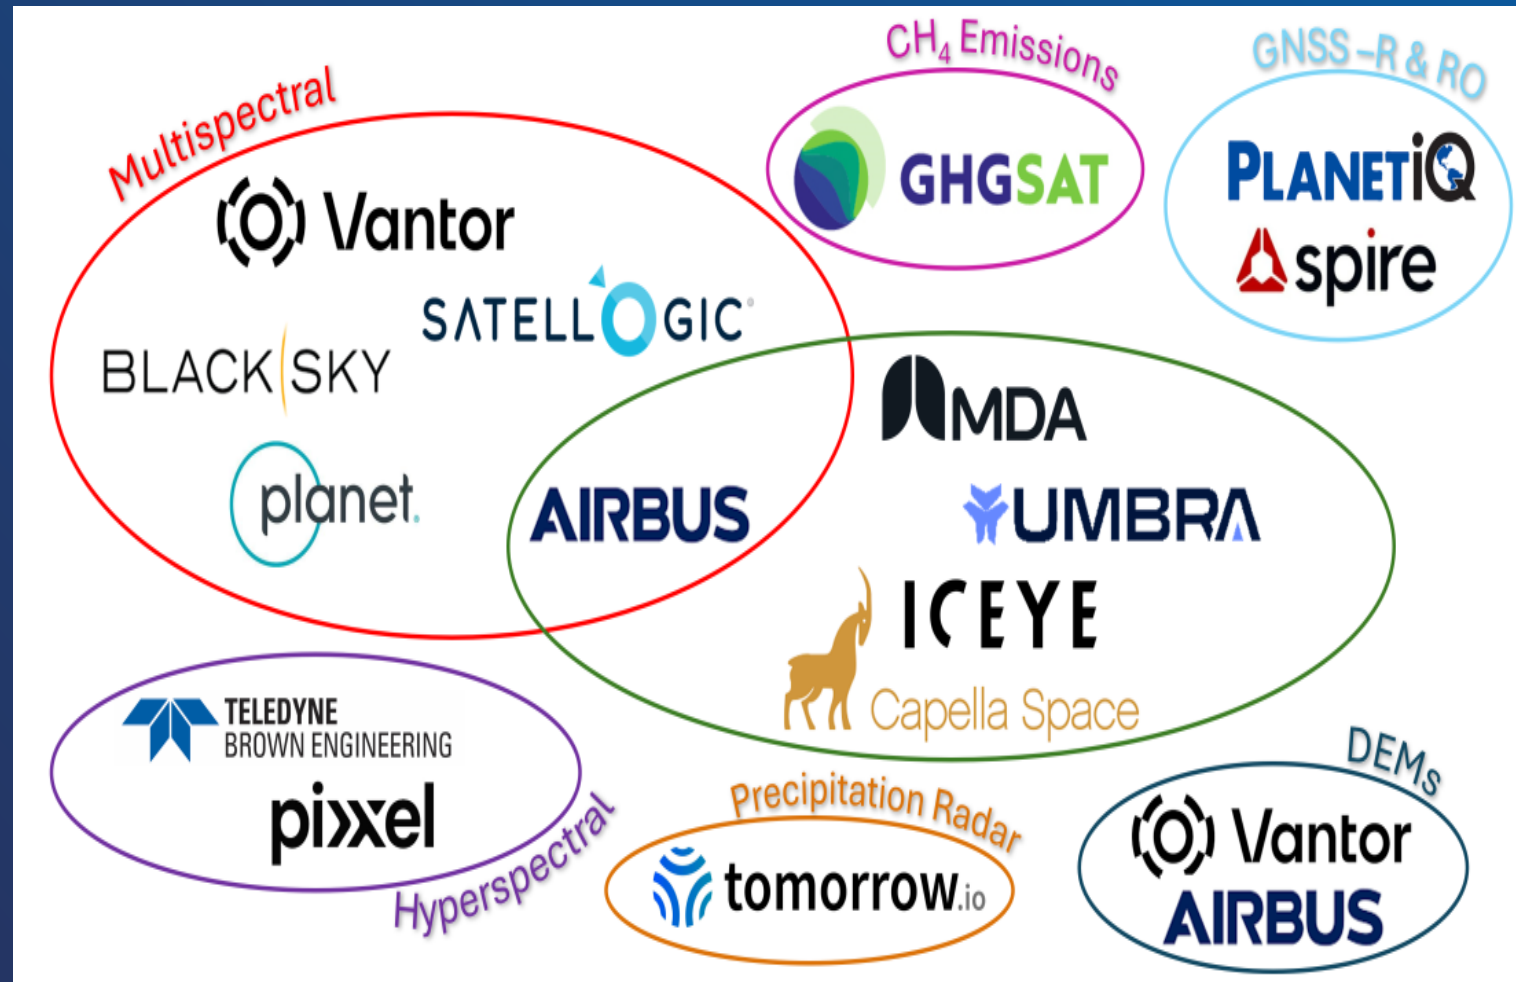 Multispectral
Vantor
SATELLOGIC
BLACKSKY
planet.
AIRBUS
CH₄ Emissions
GHGSAT
GNSS –R & RO
PLANETiQ
spire
MDA
UMBRA
ICEYE
Capella Space
TELEDYNE
BROWN ENGINEERING
pixxel
Hyperspectral
Precipitation Radar
tomorrow.io
DEMs
Vantor
AIRBUS